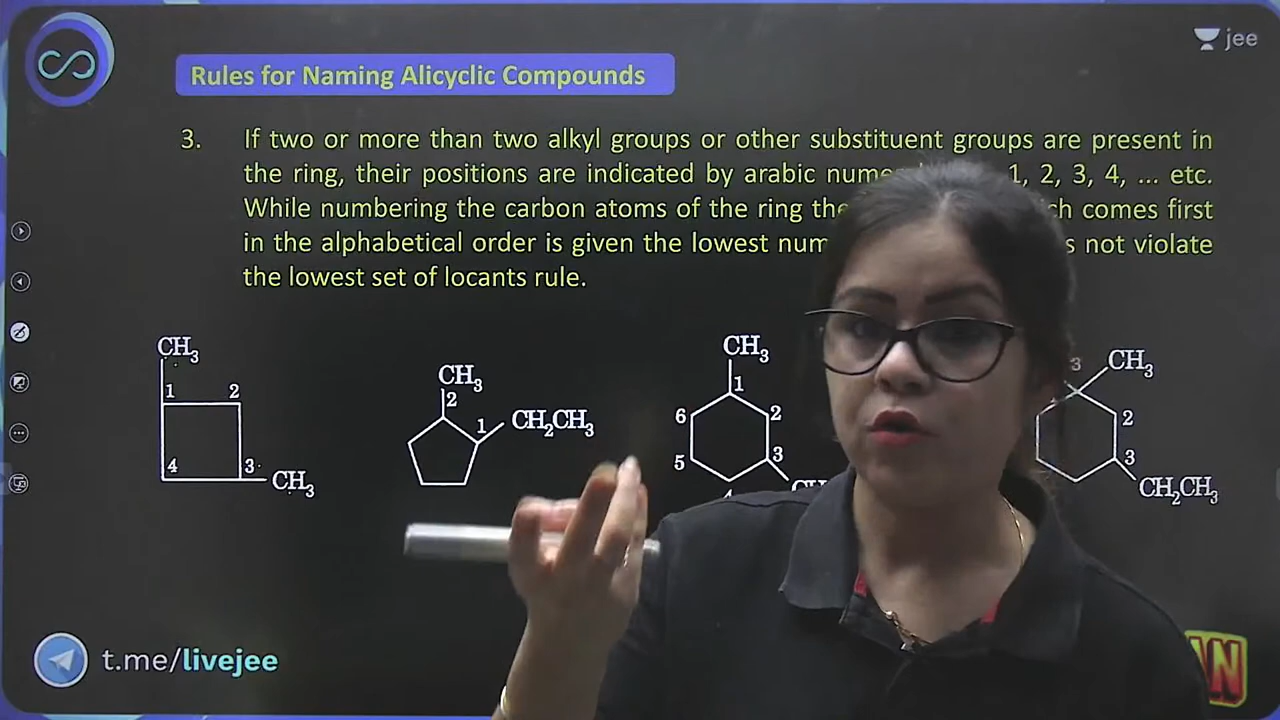 jee
Rules for Naming Alicyclic Compounds
3. If two or more than two alkyl groups or other substituent groups are present in
the ring, their positions are indicated by arabic 1, 2, 3, 4, ... etc.
While numbering the carbon atoms of the ring comes first
in the alphabetical order is given the lowest not violate
the lowest set of locants rule.
CH3
1 2
4 3
CH3
CH3
2
1 CH2CH3
CH3
1
6 2
5 3
3 CH3
2
3
CH2CH3
t.me/livejee